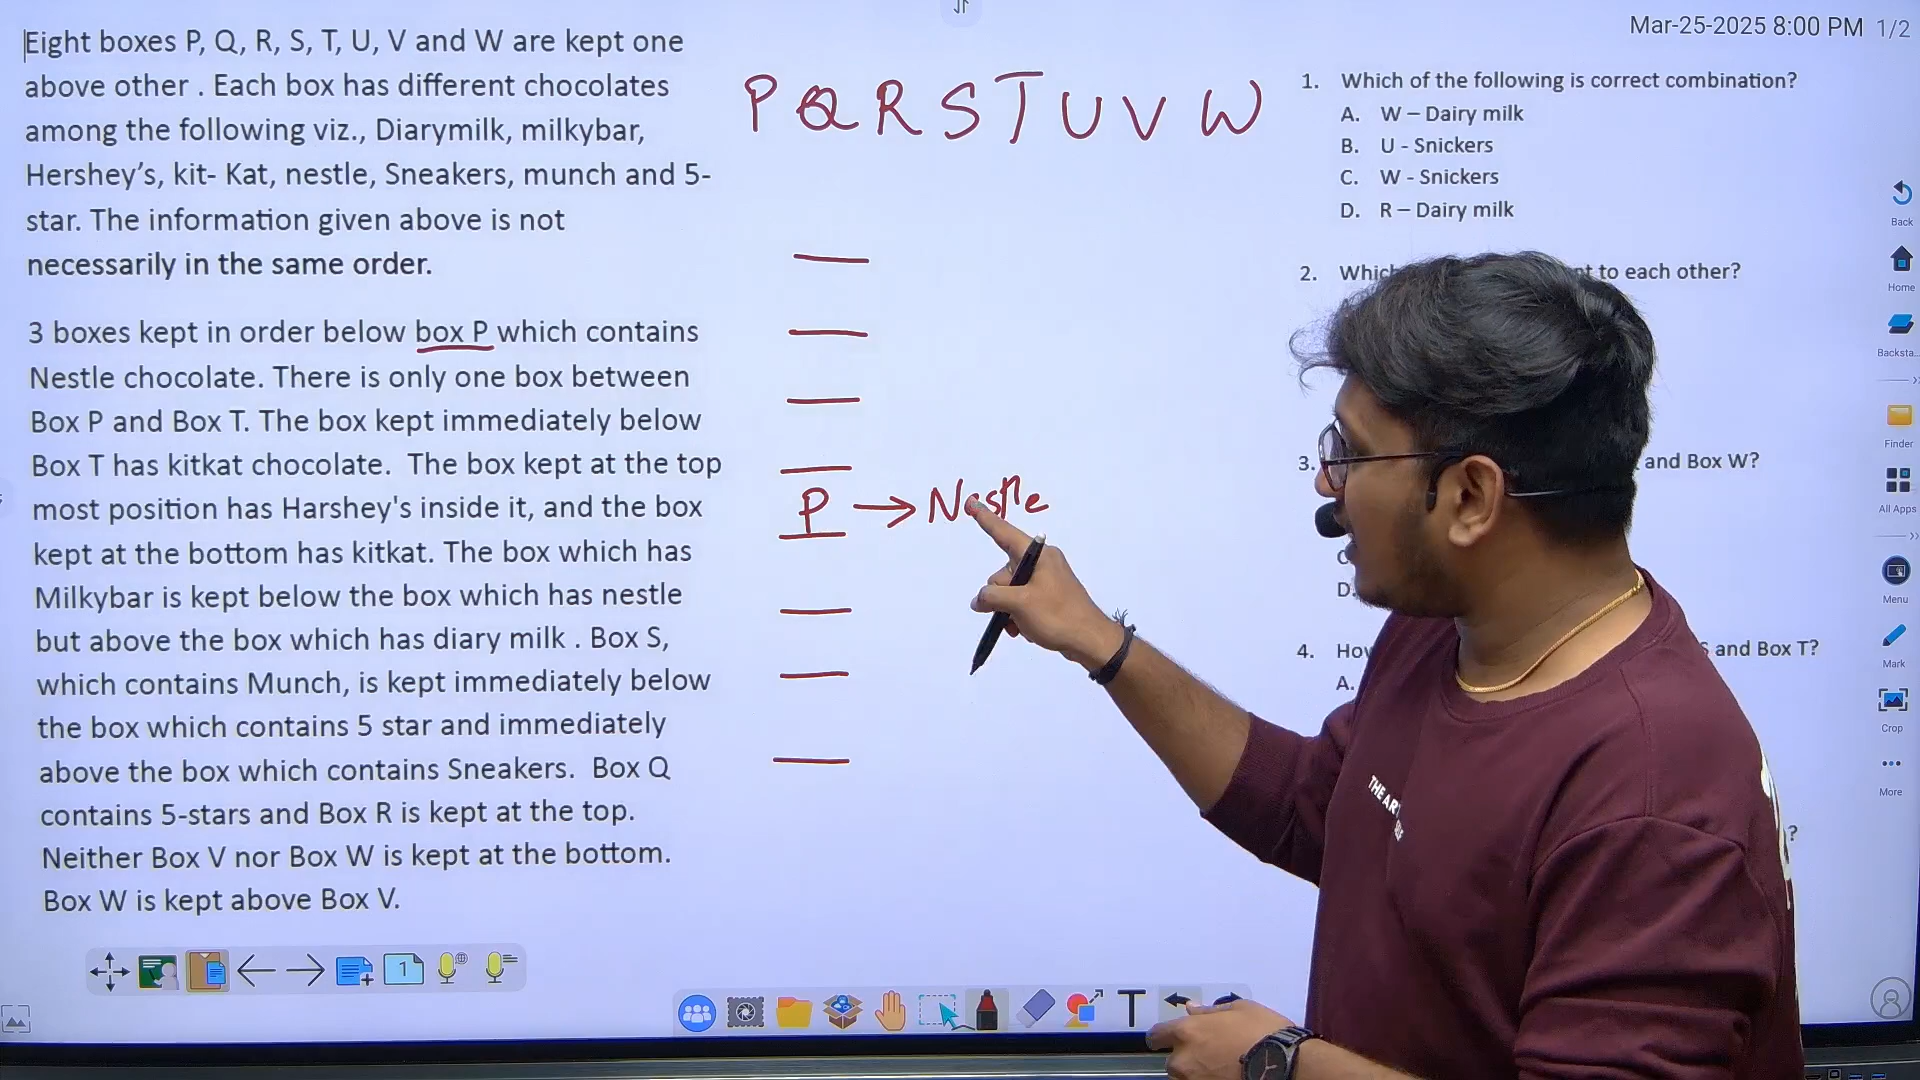 Mar-25-2025 8:00 PM 1/2
Eight boxes P, Q, R, S, T, U, V and W are kept one
above other . Each box has different chocolates
among the following viz., Diarymilk, milkybar,
Hershey’s, kit- Kat, nestle, Sneakers, munch and 5-
star. The information given above is not
necessarily in the same order.
3 boxes kept in order below box P which contains
Nestle chocolate. There is only one box between
Box P and Box T. The box kept immediately below
Box T has kitkat chocolate. The box kept at the top
most position has Harshey's inside it, and the box
kept at the bottom has kitkat. The box which has
Milkybar is kept below the box which has nestle
but above the box which has diary milk . Box S,
which contains Munch, is kept immediately below
the box which contains 5 star and immediately
above the box which contains Sneakers. Box Q
contains 5-stars and Box R is kept at the top.
Neither Box V nor Box W is kept at the bottom.
Box W is kept above Box V.
P Q R S T U V W
P → Nestle
1. Which of the following is correct combination?
A. W – Dairy milk
B. U - Snickers
C. W - Snickers
D. R – Dairy milk
2. to each other?
3. and Box W?
D.
4. and Box T?
A.
?
Back
Home
Backsta...
Finder
All Apps
Menu
Mark
Crop
More
1
T
THE